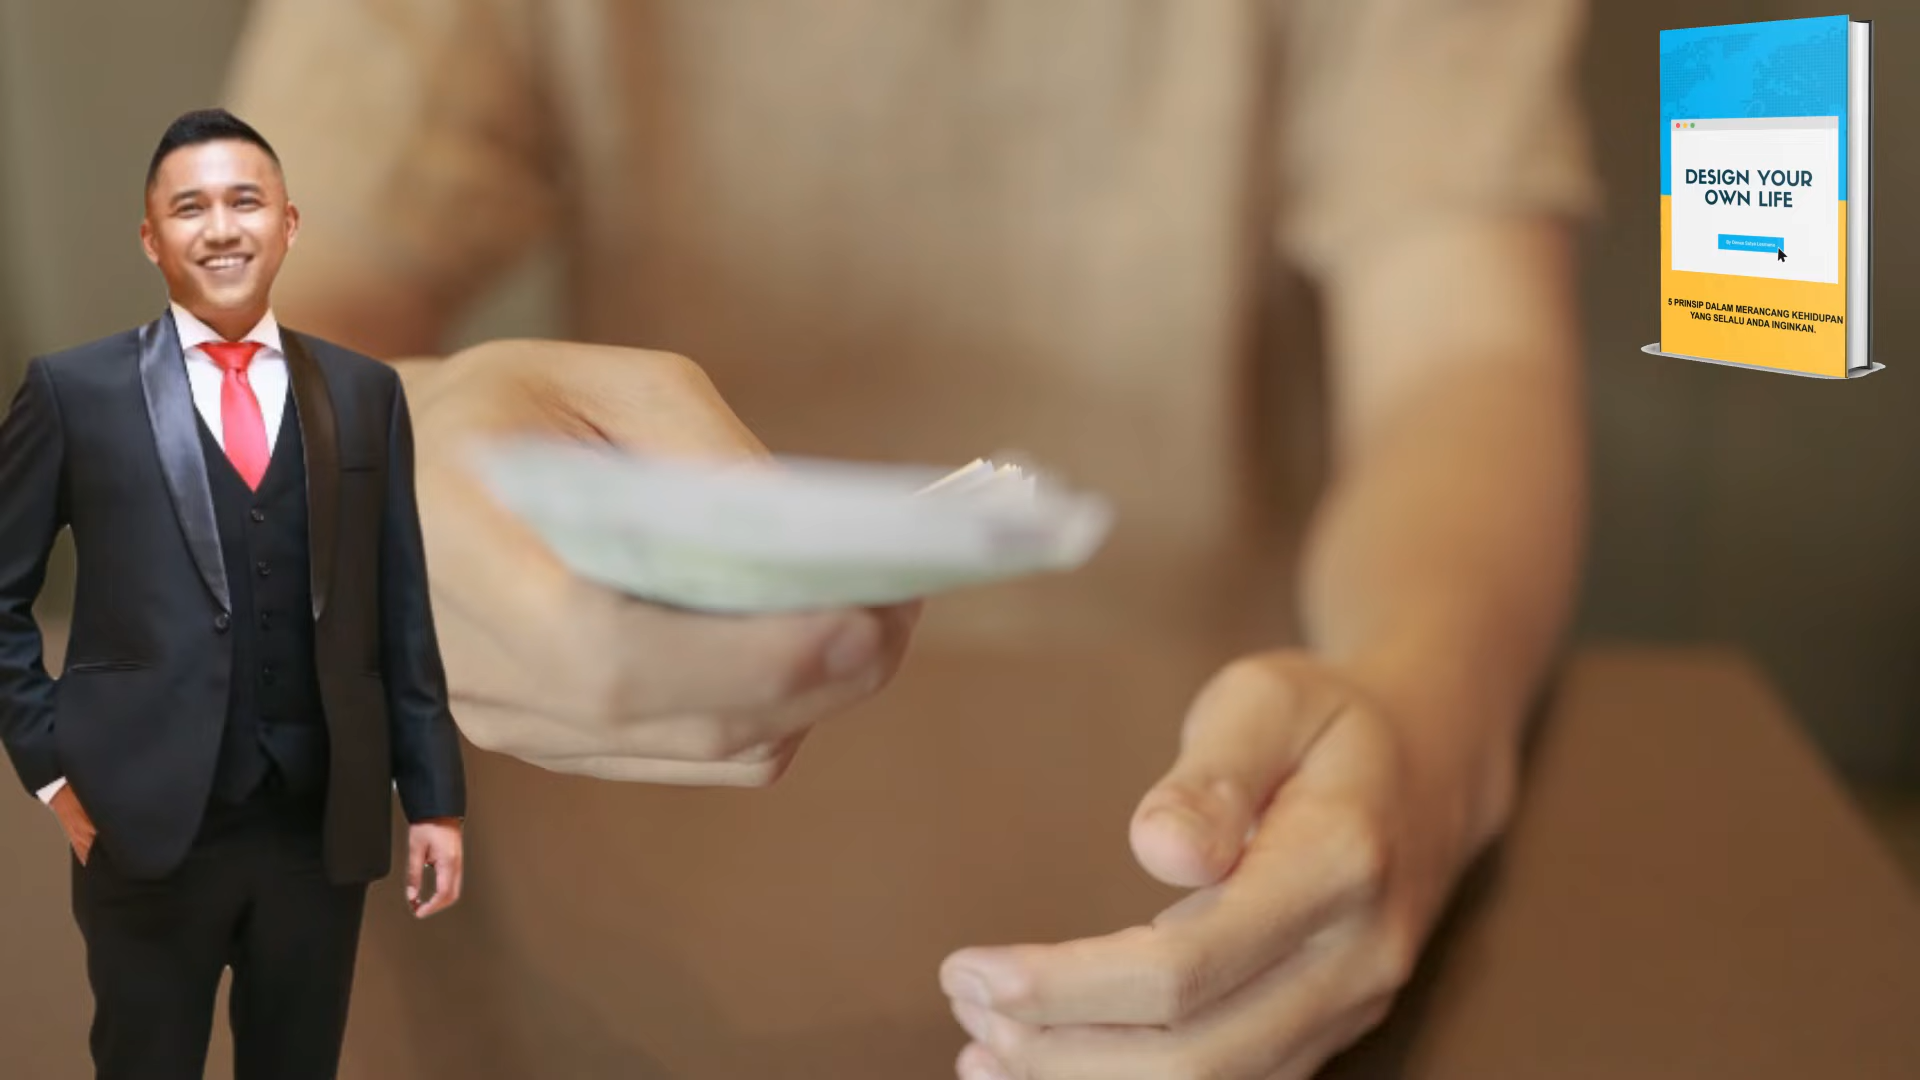 DESIGN YOUR
OWN LIFE
5 PRINSIP DALAM MERANCANG KEHIDUPAN
YANG SELALU ANDA INGINKAN.